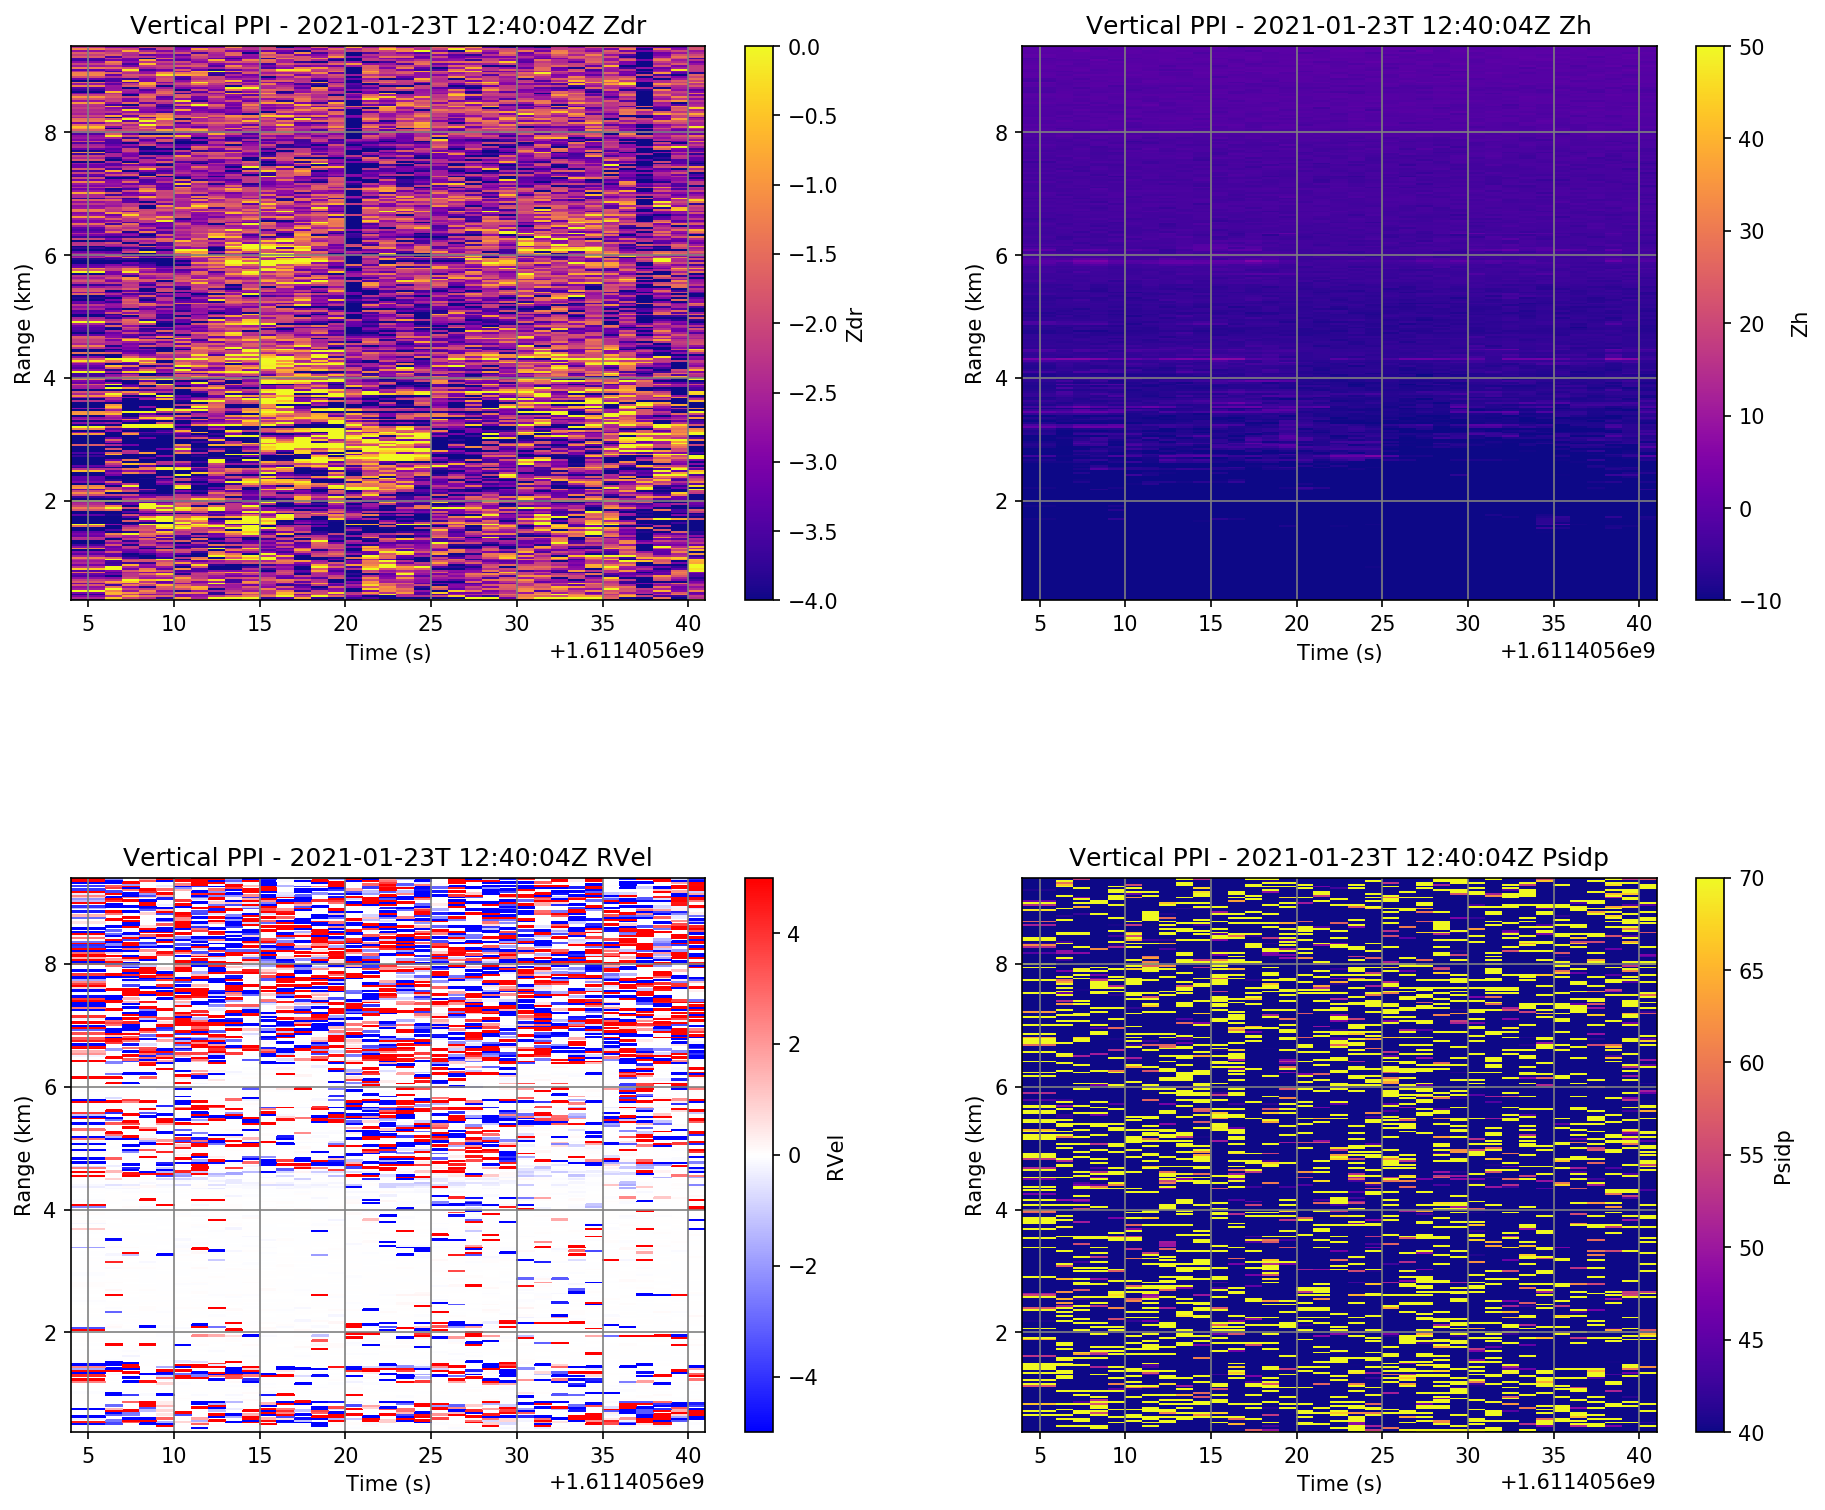 Vertical PPI - 2021-01-23T 12:40:04Z Zdr
Range (km)
8
6
4
2
5 10 15 20 25 30 35 40
Time (s)
+1.6114056e9
0.0
−0.5
−1.0
−1.5
−2.0
−2.5
−3.0
−3.5
−4.0
Zdr
Vertical PPI - 2021-01-23T 12:40:04Z Zh
Range (km)
8
6
4
2
5 10 15 20 25 30 35 40
Time (s)
+1.6114056e9
50
40
30
20
10
0
−10
Zh
Vertical PPI - 2021-01-23T 12:40:04Z RVel
Range (km)
8
6
4
2
5 10 15 20 25 30 35 40
Time (s)
+1.6114056e9
4
2
0
−2
−4
RVel
Vertical PPI - 2021-01-23T 12:40:04Z Psidp
Range (km)
8
6
4
2
5 10 15 20 25 30 35 40
Time (s)
+1.6114056e9
70
65
60
55
50
45
40
Psidp